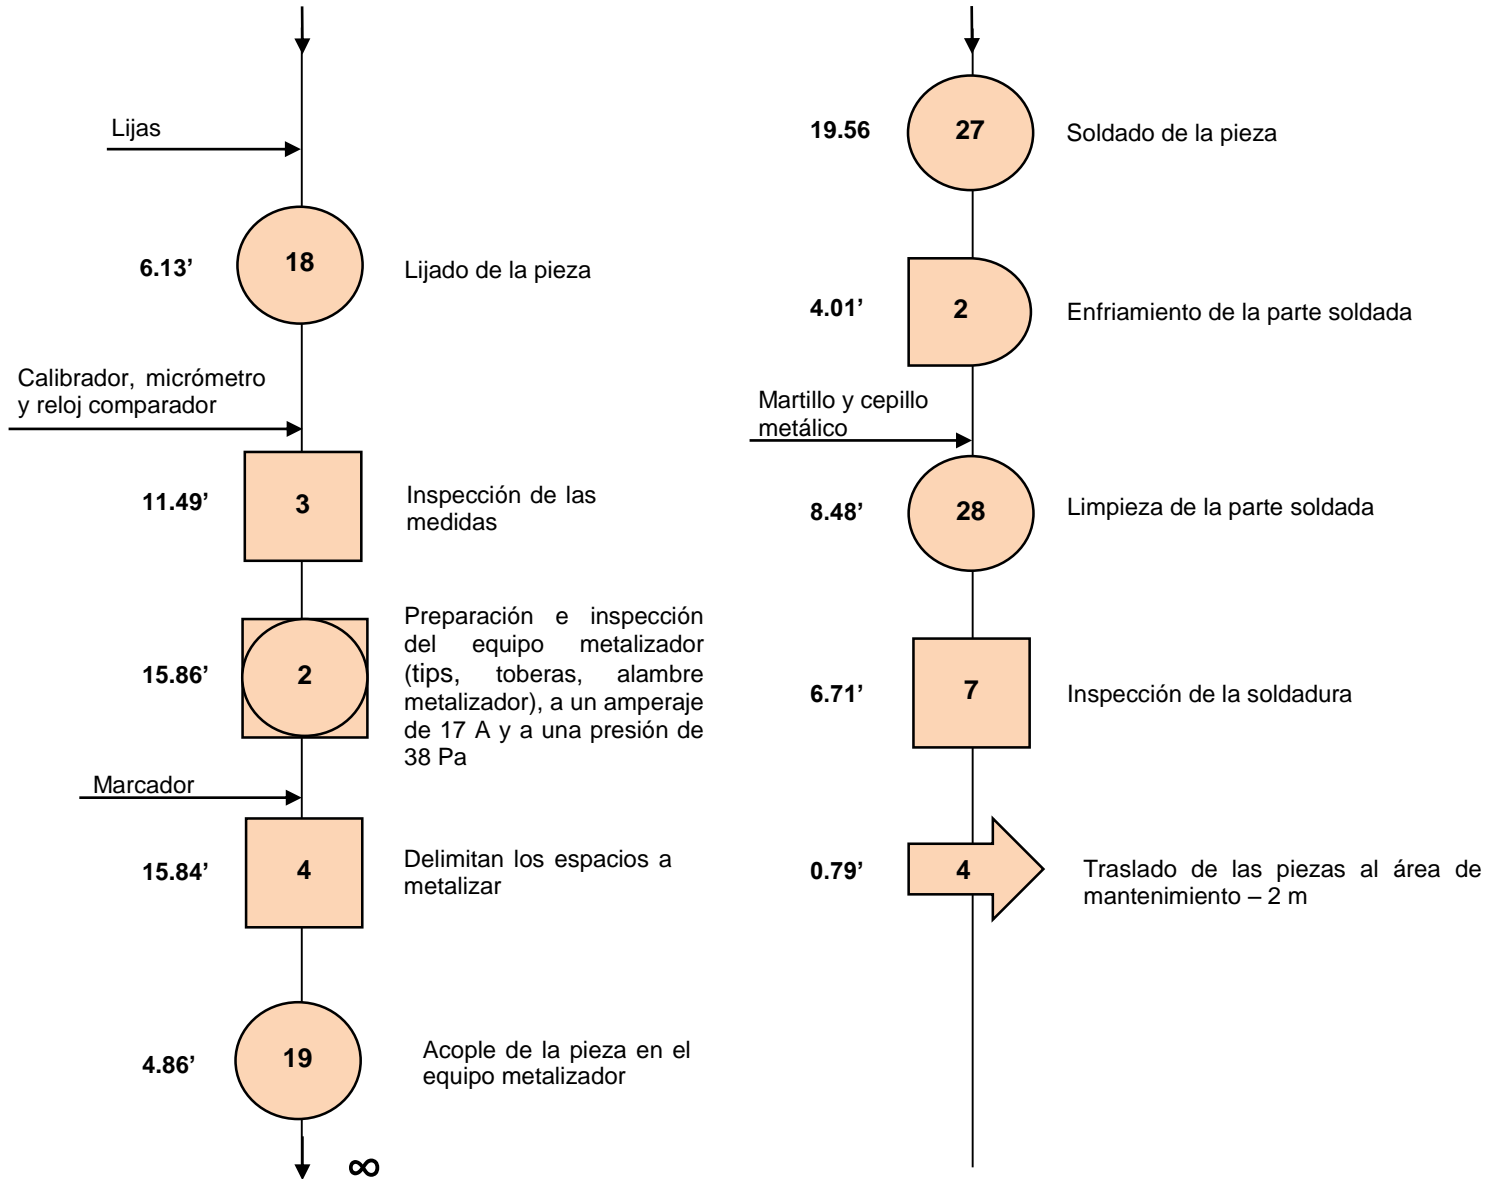 Lijas
6.13’
18
Lijado de la pieza
Calibrador, micrómetro
y reloj comparador
11.49’
3
Inspección de las
medidas
15.86’
2
Preparación e inspección
del equipo metalizador
(tips, toberas, alambre
metalizador), a un amperaje
de 17 A y a una presión de
38 Pa
Marcador
15.84’
4
Delimitan los espacios a
metalizar
4.86’
19
Acople de la pieza en el
equipo metalizador
∞
19.56
27
Soldado de la pieza
4.01’
2
Enfriamiento de la parte soldada
Martillo y cepillo
metálico
8.48’
28
Limpieza de la parte soldada
6.71’
7
Inspección de la soldadura
0.79’
4
Traslado de las piezas al área de
mantenimiento – 2 m